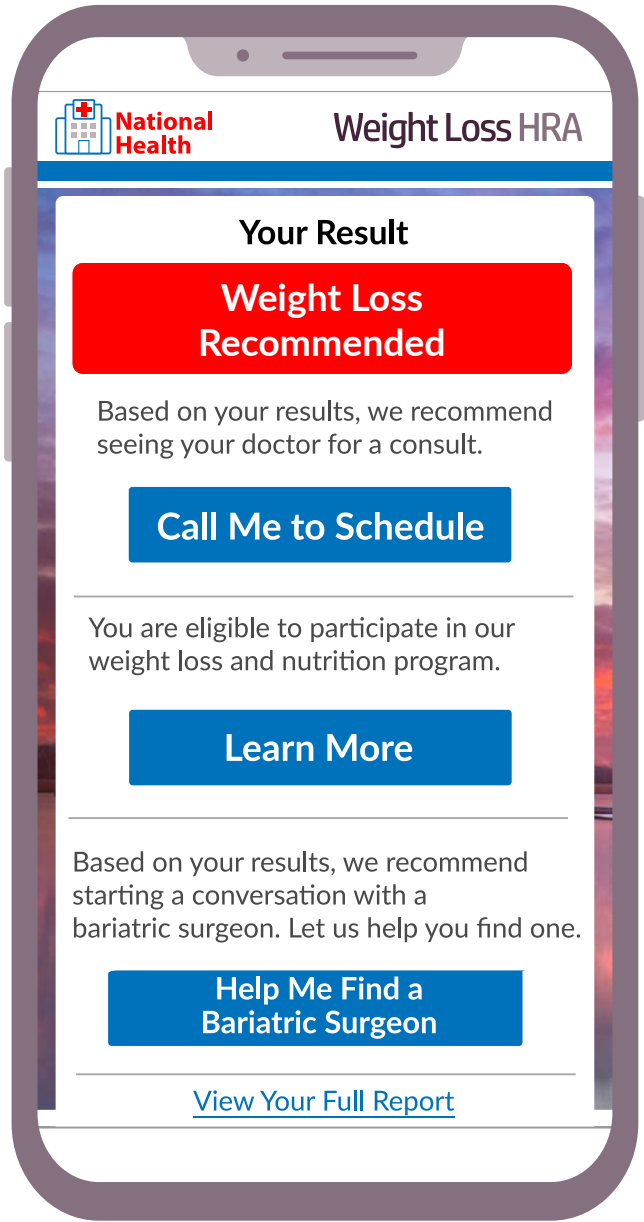 National
Health
Weight Loss HRA
Your Result
Weight Loss
Recommended
Based on your results, we recommend
seeing your doctor for a consult.
Call Me to Schedule
You are eligible to participate in our
weight loss and nutrition program.
Learn More
Based on your results, we recommend
starting a conversation with a
bariatric surgeon. Let us help you find one.
Help Me Find a
Bariatric Surgeon
View Your Full Report